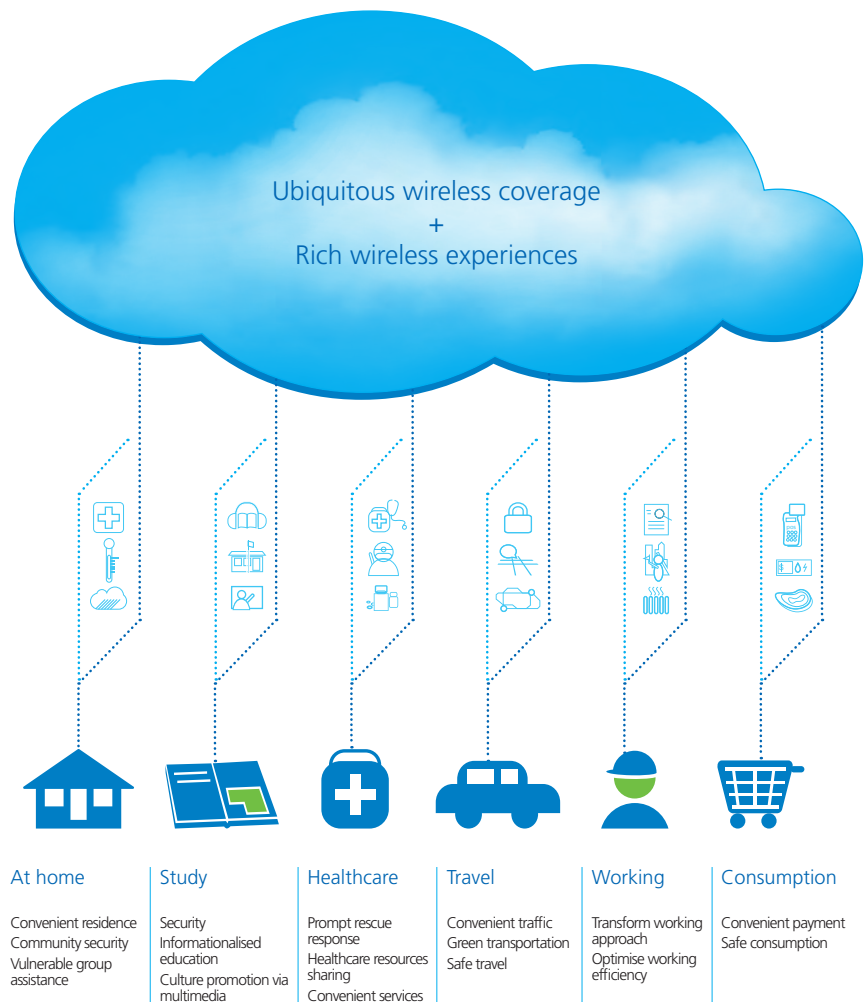 Ubiquitous wireless coverage
+
Rich wireless experiences
At home
Convenient residence
Community security
Vulnerable group
assistance
Study
Security
Informationalised
education
Culture promotion via
multimedia
Healthcare
Prompt rescue
response
Healthcare resources
sharing
Convenient services
Travel
Convenient traffic
Green transportation
Safe travel
Working
Transform working
approach
Optimise working
efficiency
Consumption
Convenient payment
Safe consumption